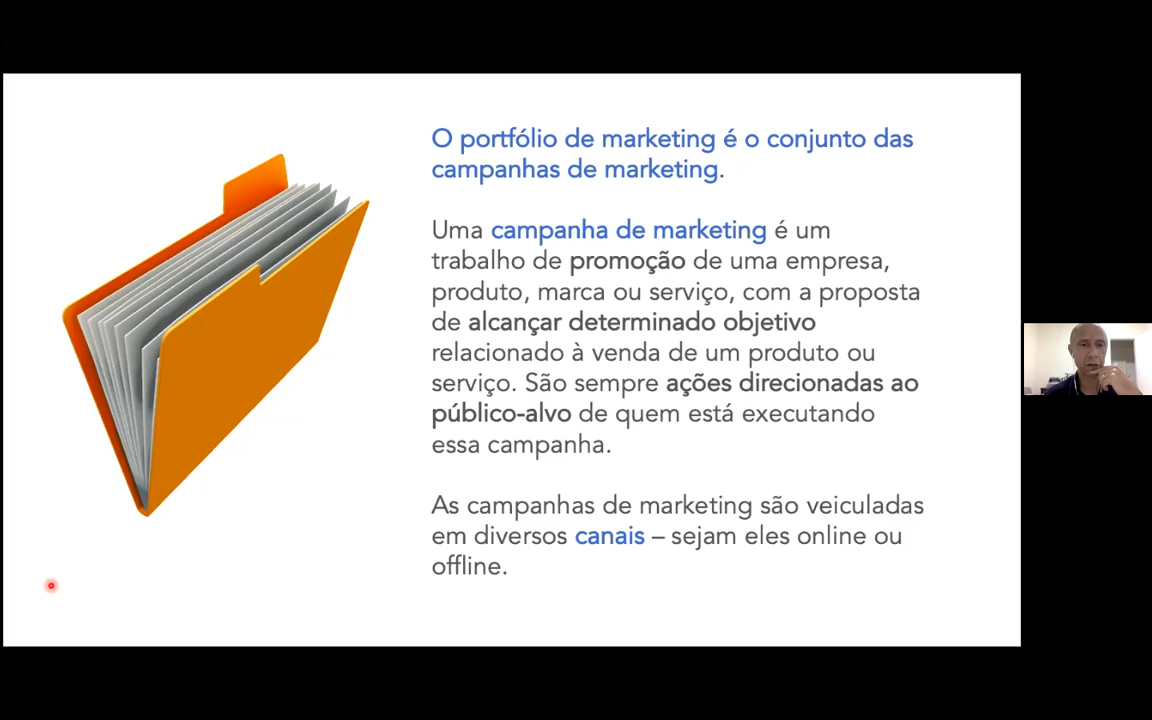 O portfólio de marketing é o conjunto das
campanhas de marketing.
Uma campanha de marketing é um
trabalho de promoção de uma empresa,
produto, marca ou serviço, com a proposta
de alcançar determinado objetivo
relacionado à venda de um produto ou
serviço. São sempre ações direcionadas ao
público-alvo de quem está executando
essa campanha.
As campanhas de marketing são veiculadas
em diversos canais – sejam eles online ou
offline.